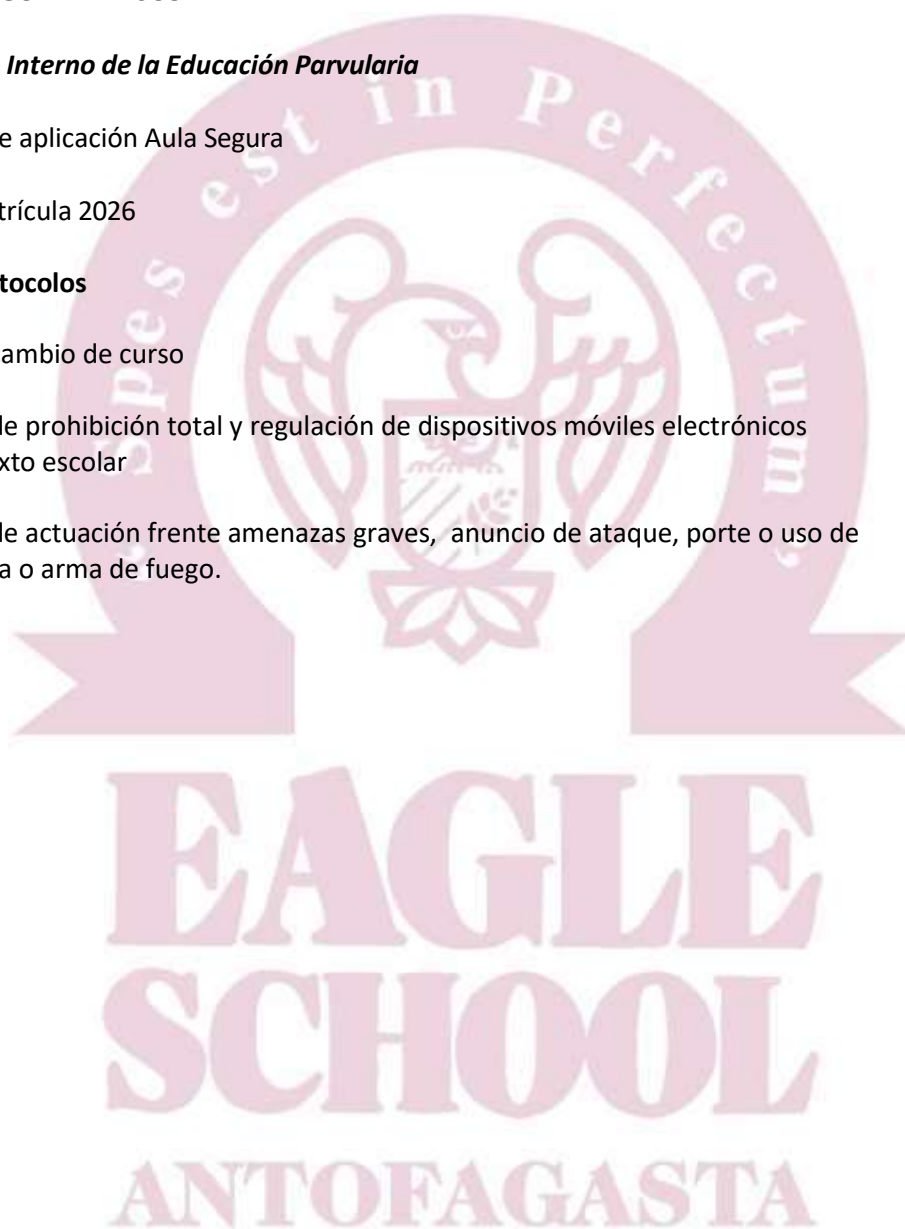 Interno de la Educación Parvularia
e aplicación Aula Segura
trícula 2026
tocolos
ambio de curso
de prohibición total y regulación de dispositivos móviles electrónicos
xto escolar
de actuación frente amenazas graves,  anuncio de ataque, porte o uso de
a o arma de fuego.
"Spes est in Perfectum"
EAGLE
SCHOOL
ANTOFAGASTA